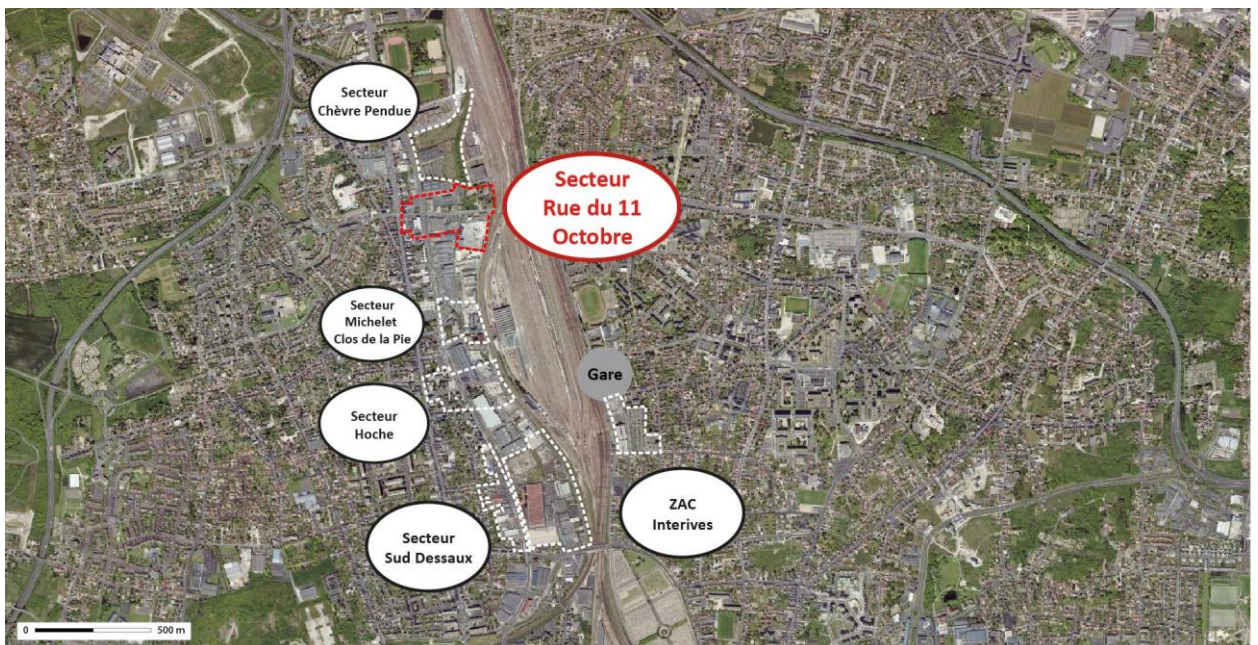 Secteur
Chèvre Pendue
Secteur
Rue du 11
Octobre
Secteur
Michelet
Clos de la Pie
Gare
Secteur
Hoche
ZAC
Interives
Secteur
Sud Dessaux
0 500 m